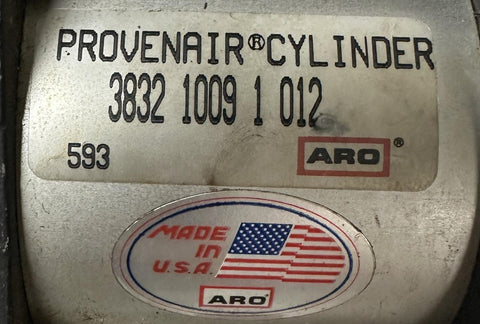 PROVENAIR® CYLINDER
3832 1009 1 012
593
ARO®
MADE
IN
U.S.A.
ARO